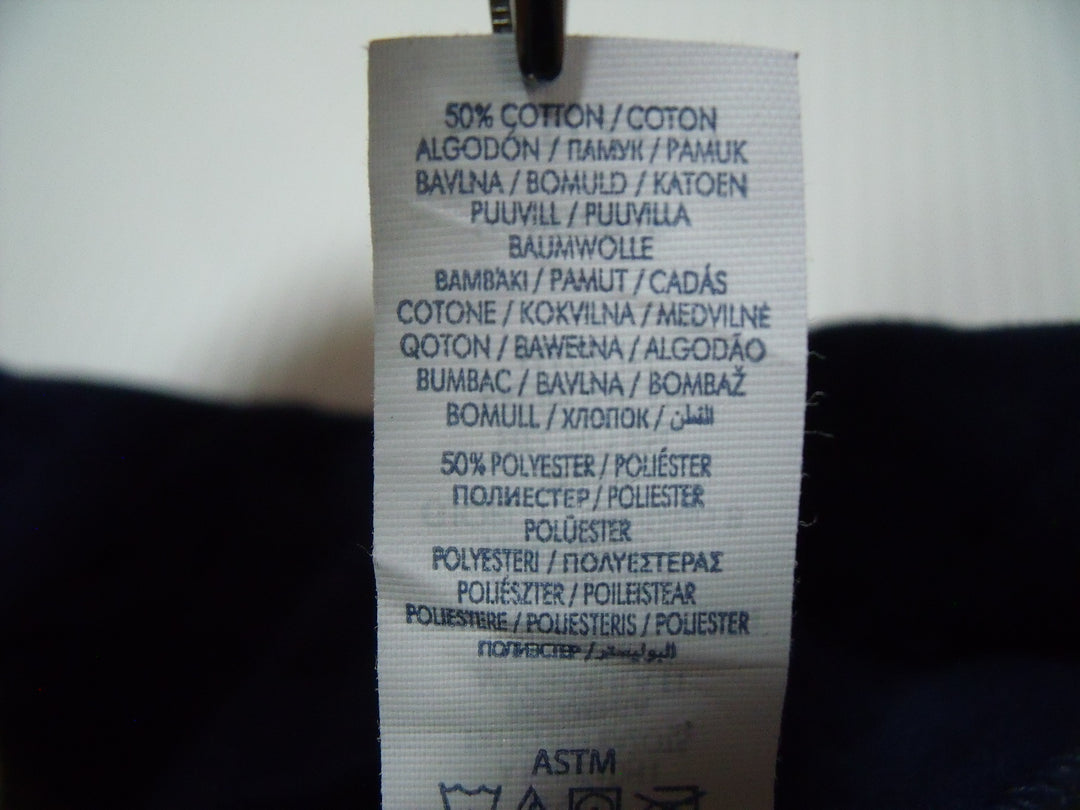 50% COTTON / COTON
ALGODÓN / ПАМУК / PAMUK
BAVLNA / BOMULD / KATOEN
PUUVILL / PUUVILLA
BAUMWOLLE
BAMBAKI / PAMUT / CADÁS
COTONE / KOKVILNA / MEDVILNĖ
QOTON / BAWEŁNA / ALGODÃO
BUMBAC / BAVLNA / BOMBAŽ
BOMULL / ХЛОПОК / القطن
50% POLYESTER / POLIÉSTER
ПОЛИЕСТЕР / POLIESTER
POLÜESTER
POLYESTERI / ΠΟΛΥΕΣΤΕΡΑΣ
POLIÉSZTER / POILEISTEAR
POLIESTERE / POLIESTERIS / POLIESTER
ПОЛИЭСТЕР / البوليستر
ASTM